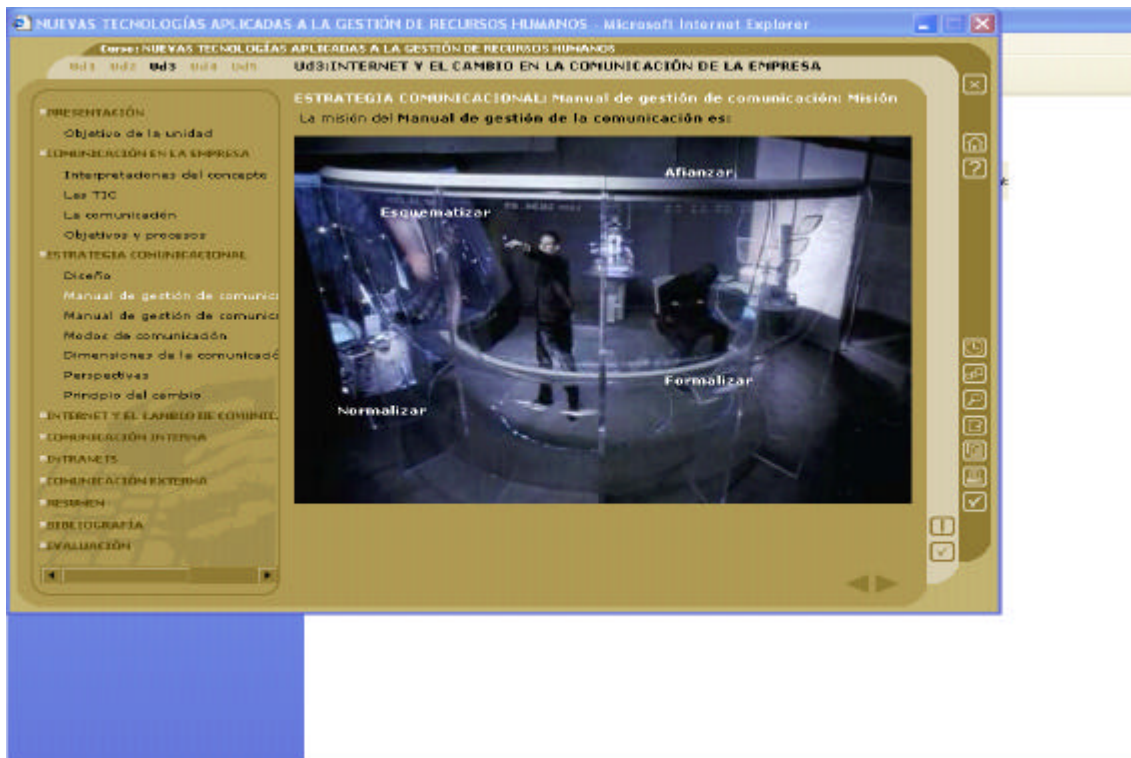 NUEVAS TECNOLOGÍAS APLICADAS A LA GESTIÓN DE RECURSOS HUMANOS - Microsoft Internet Explorer
Curso: NUEVAS TECNOLOGÍAS APLICADAS A LA GESTIÓN DE RECURSOS HUMANOS
Ud1 Ud2 Ud3 Ud4 Ud5
Ud3:INTERNET Y EL CAMBIO EN LA COMUNICACIÓN DE LA EMPRESA
PRESENTACIÓN
Objetivo de la unidad
COMUNICACIÓN EN LA EMPRESA
Interpretaciones del concepto
Las TIC
La comunicación
Objetivos y procesos
ESTRATEGIA COMUNICACIONAL
Diseño
Manual de gestión de comunic
Manual de gestión de comunic
Modos de comunicación
Dimensiones de la comunicació
Perspectivas
Principio del cambio
INTERNET Y EL CAMBIO DE COMUNIC
COMUNICACIÓN INTERNA
INTRANETS
COMUNICACIÓN EXTERNA
RESUMEN
BIBLIOGRAFÍA
EVALUACIÓN
ESTRATEGIA COMUNICACIONAL: Manual de gestión de comunicación: Misión
La misión del Manual de gestión de la comunicación es:
Afianzar
Esquematizar
Formalizar
Normalizar